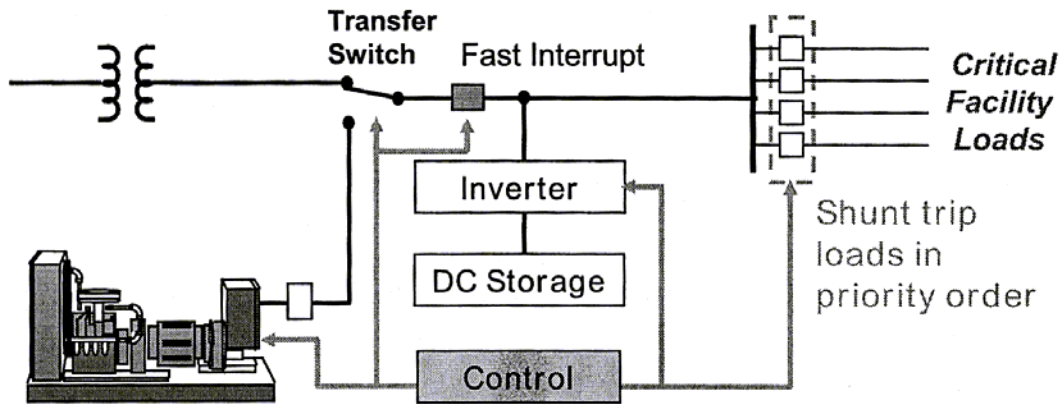 Transfer
Switch
Fast Interrupt
Critical
Facility
Loads
Inverter
Shunt trip
loads in
priority order
DC Storage
Control